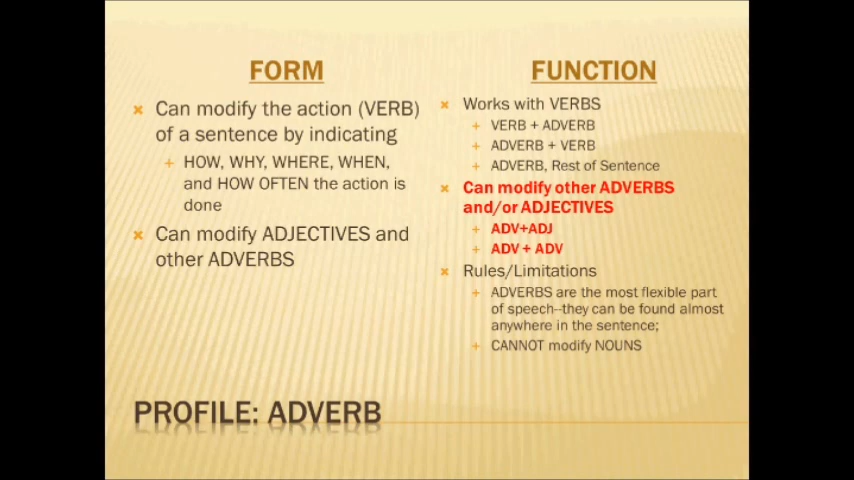 FORM
Can modify the action (VERB)
of a sentence by indicating
HOW, WHY, WHERE, WHEN,
and HOW OFTEN the action is
done
Can modify ADJECTIVES and
other ADVERBS
FUNCTION
Works with VERBS
VERB + ADVERB
ADVERB + VERB
ADVERB, Rest of Sentence
Can modify other ADVERBS
and/or ADJECTIVES
ADV+ADJ
ADV + ADV
Rules/Limitations
ADVERBS are the most flexible part
of speech--they can be found almost
anywhere in the sentence;
CANNOT modify NOUNS
PROFILE: ADVERB